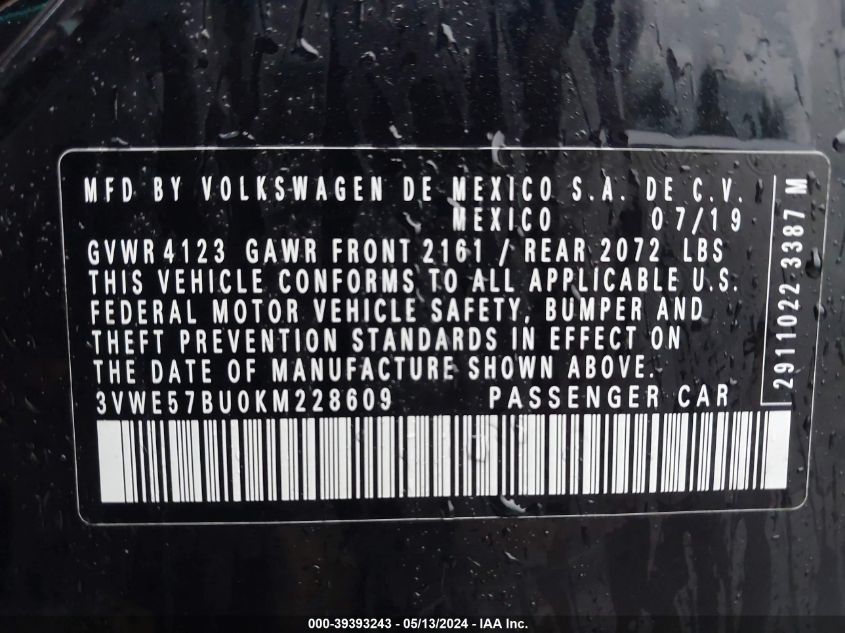 MFD BY VOLKSWAGEN DE MEXICO S.A. DE C.V.
MEXICO 07/19
GVWR 4123 GAWR FRONT 2161 / REAR 2072 LBS
THIS VEHICLE CONFORMS TO ALL APPLICABLE U.S.
FEDERAL MOTOR VEHICLE SAFETY, BUMPER AND
THEFT PREVENTION STANDARDS IN EFFECT ON
THE DATE OF MANUFACTURE SHOWN ABOVE.
3VWE57BU0KM228609 PASSENGER CAR
2911022 3387 M
000-39393243 - 05/13/2024 - IAA Inc.